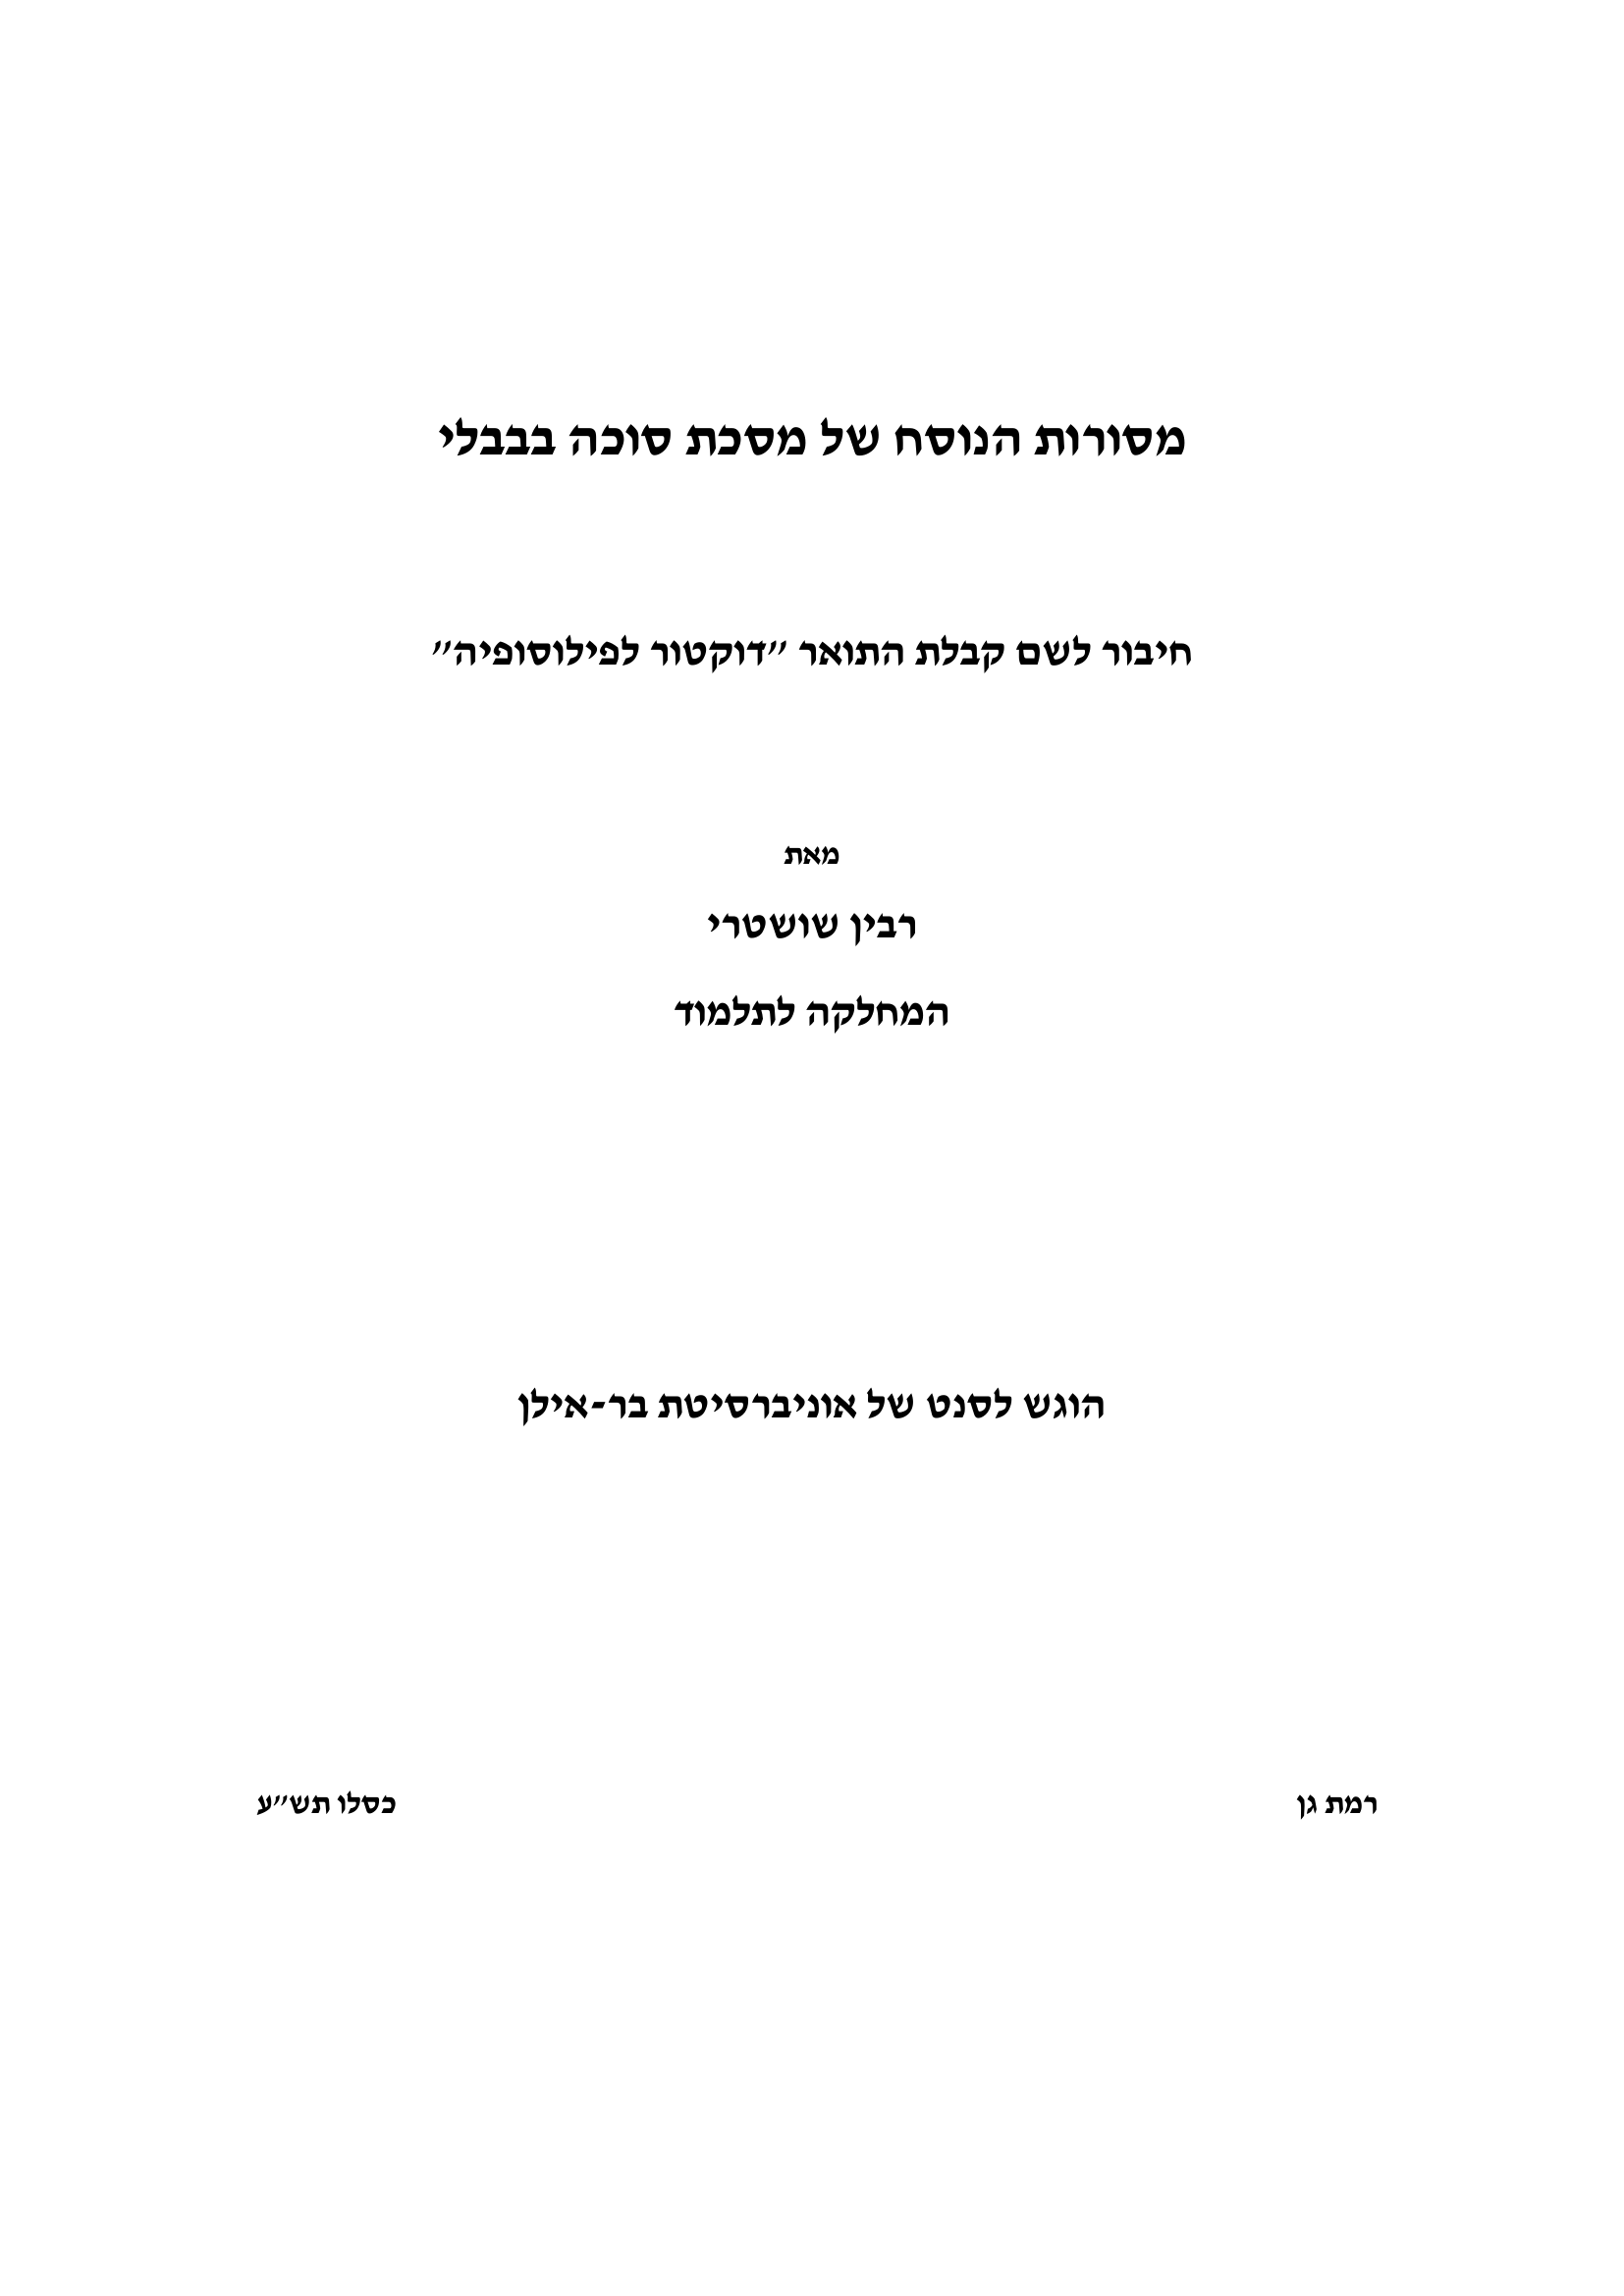 מסורות הנוסח של מסכת סוכה בבבלי
חיבור לשם קבלת התואר "דוקטור לפילוסופיה"
מאת
רבין שושטרי
המחלקה לתלמוד
הוגש לסנט של אוניברסיטת בר-אילן
רמת גן כסלו תש"ע